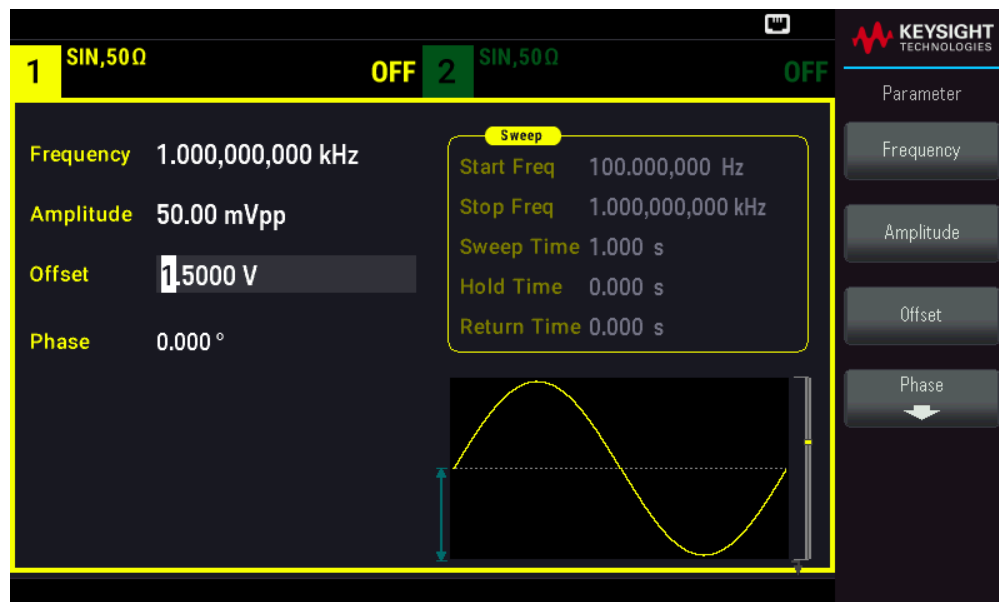 KEYSIGHT
TECHNOLOGIES
1 SIN,50Ω OFF
2 SIN,50Ω OFF
Parameter
Frequency 1.000,000,000 kHz
Amplitude 50.00 mVpp
Offset 1.5000 V
Phase 0.000 °
Sweep
Start Freq 100.000,000 Hz
Stop Freq 1.000,000,000 kHz
Sweep Time 1.000 s
Hold Time 0.000 s
Return Time 0.000 s
Frequency
Amplitude
Offset
Phase